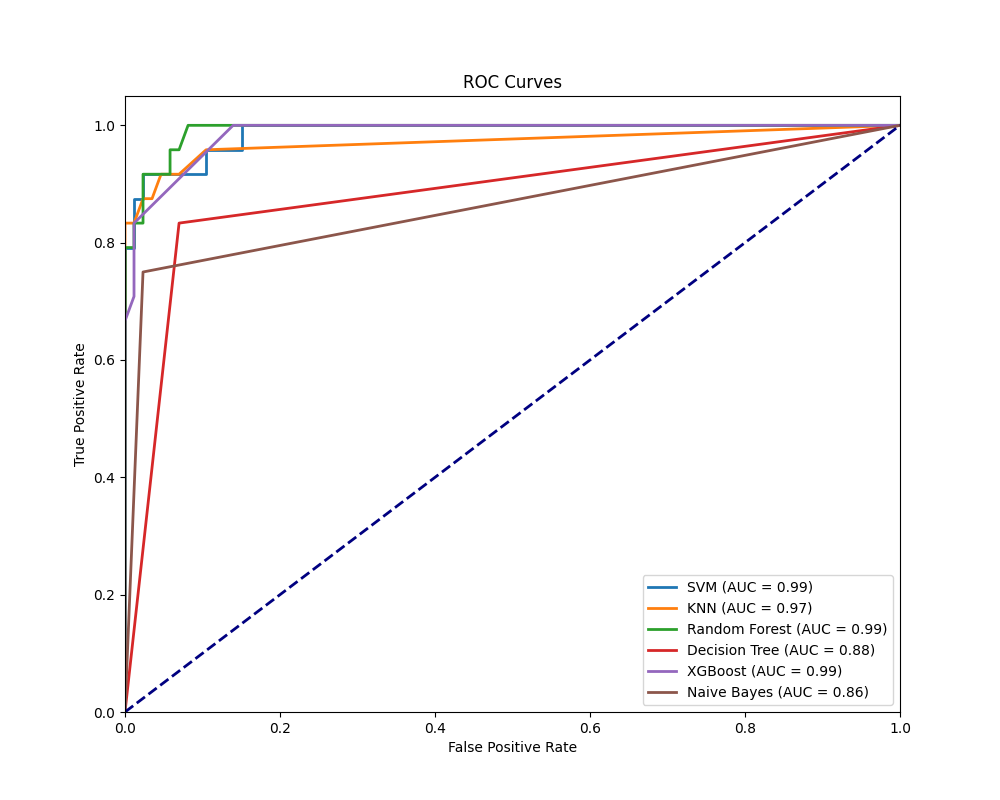 ROC Curves
True Positive Rate
1.0
0.8
0.6
0.4
0.2
0.0
0.0 0.2 0.4 0.6 0.8 1.0
False Positive Rate
SVM (AUC = 0.99)
KNN (AUC = 0.97)
Random Forest (AUC = 0.99)
Decision Tree (AUC = 0.88)
XGBoost (AUC = 0.99)
Naive Bayes (AUC = 0.86)